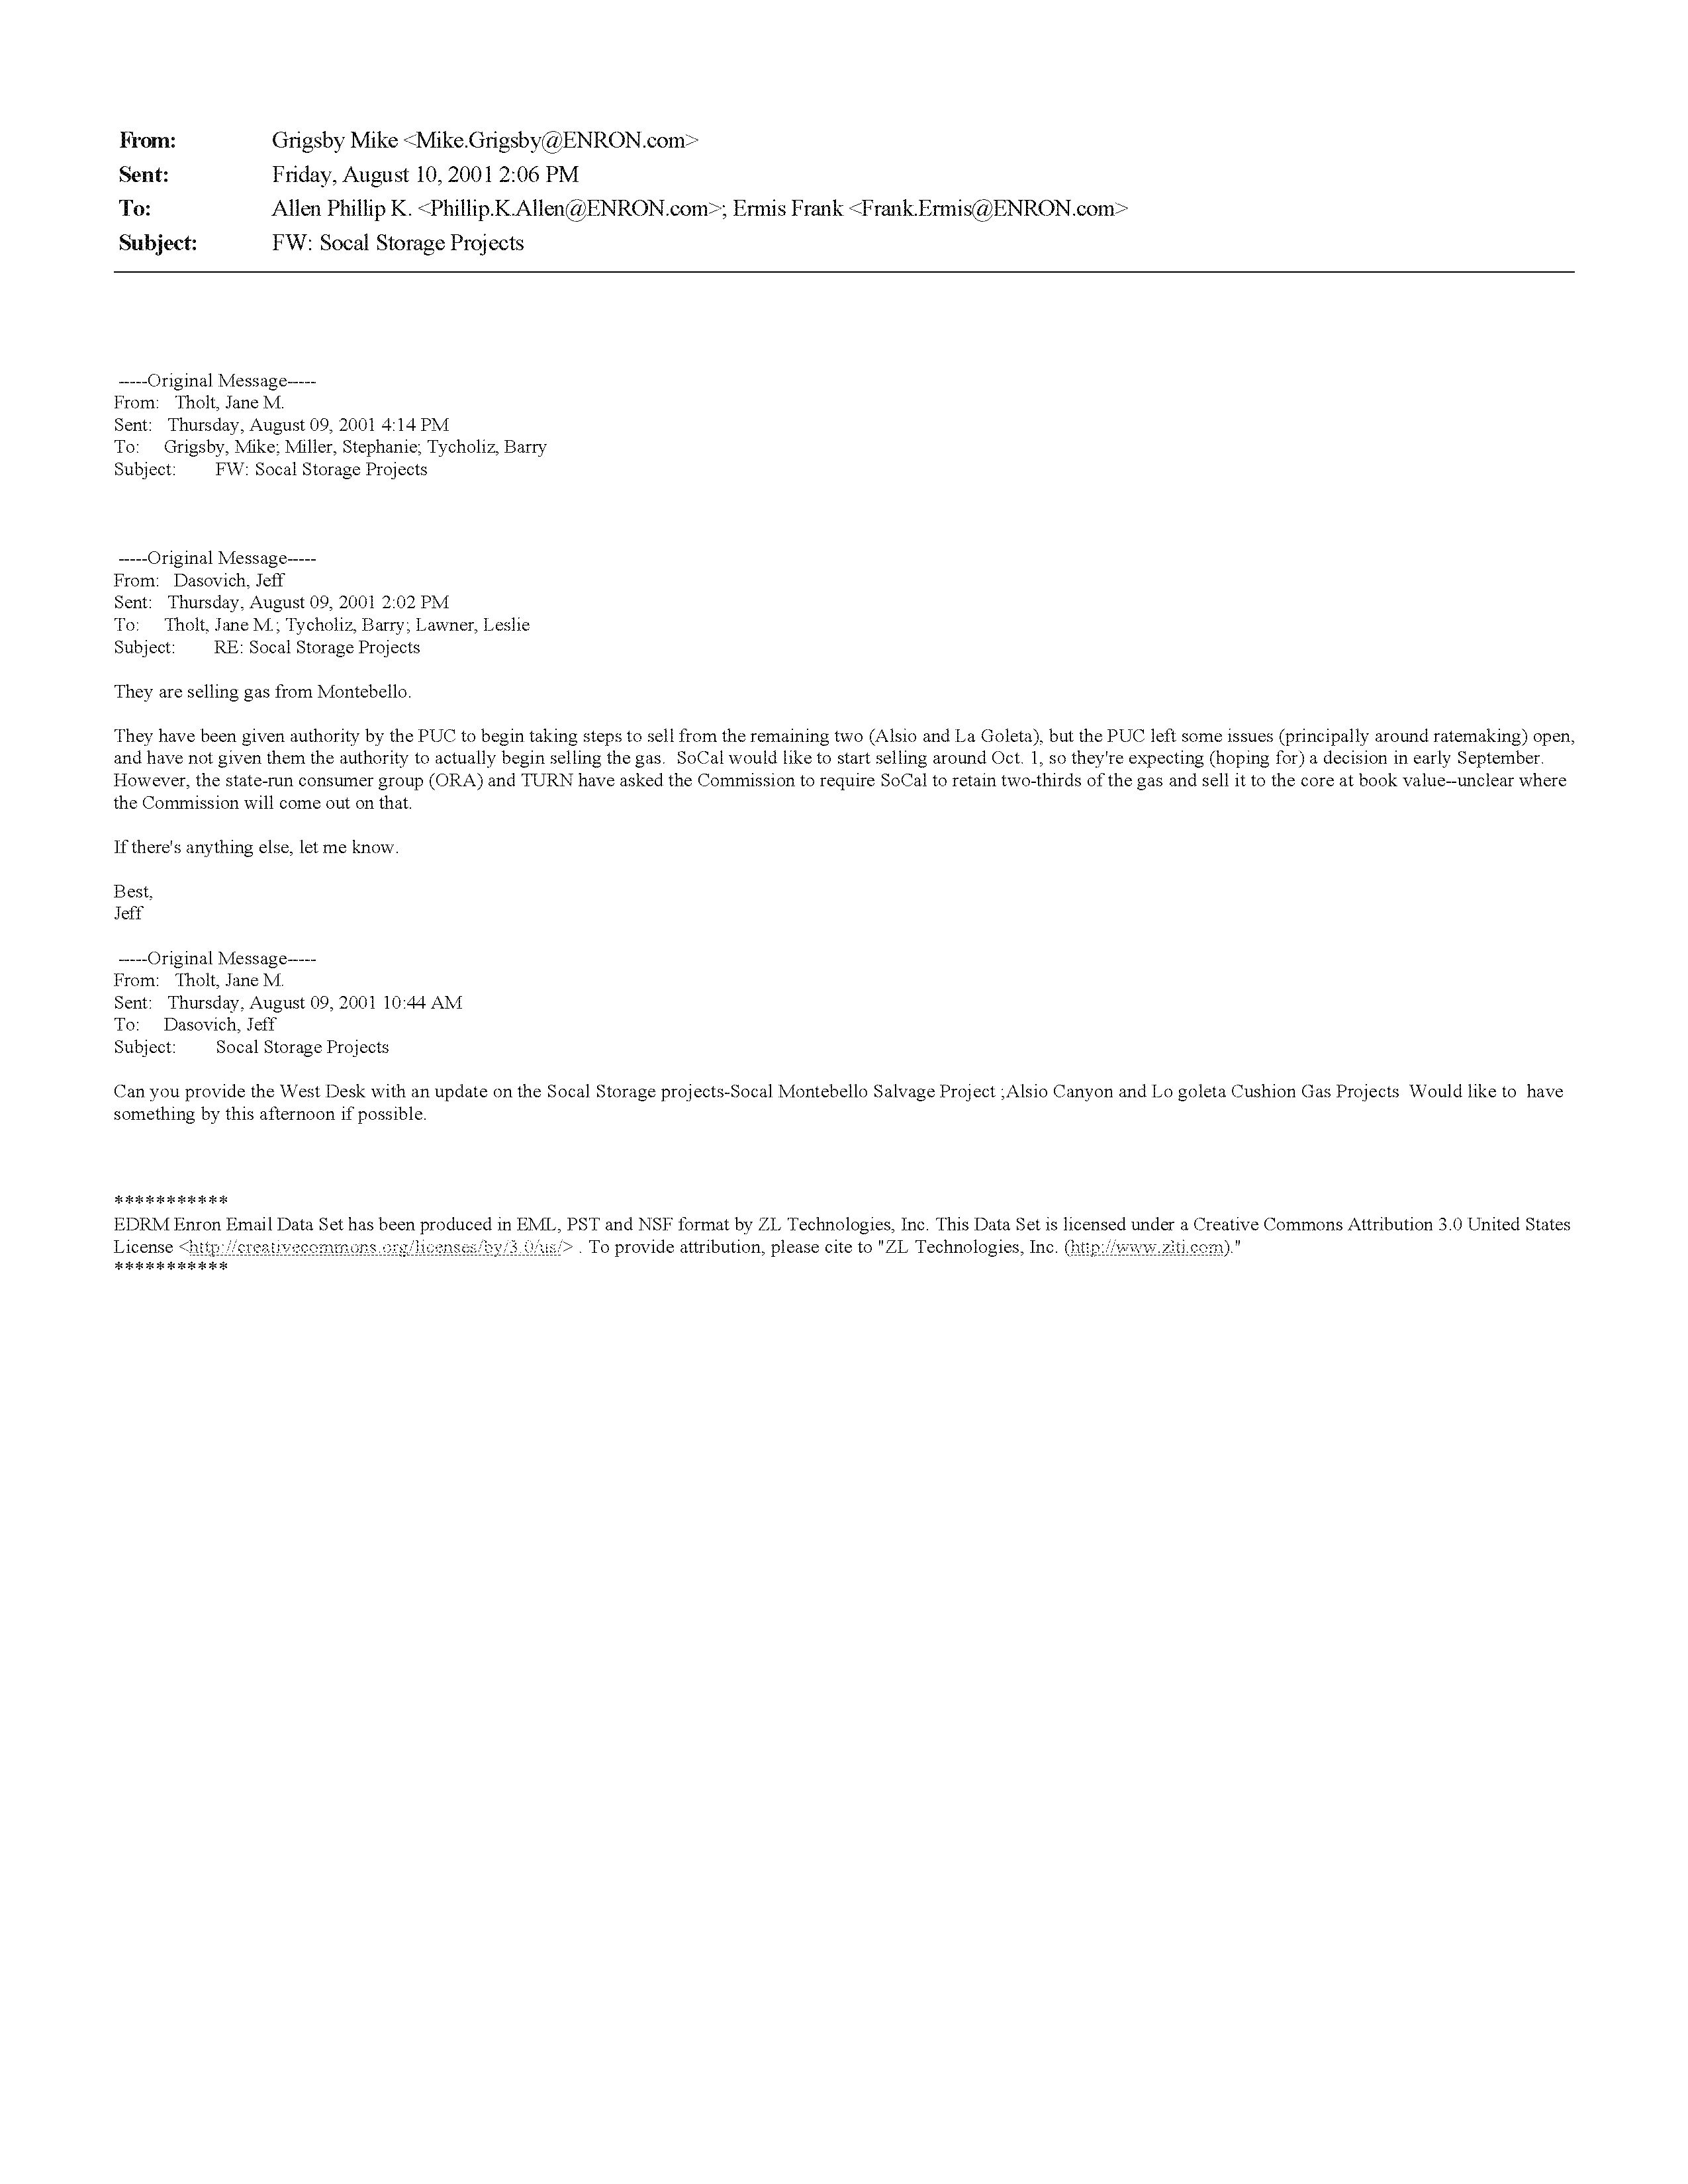 From: Grigsby Mike <Mike.Grigsby@ENRON.com>
Sent: Friday, August 10, 2001 2:06 PM
To: Allen Phillip K. <Phillip.K.Allen@ENRON.com>; Ermis Frank <Frank.Ermis@ENRON.com>
Subject: FW: Socal Storage Projects
-----Original Message-----
From: Tholt, Jane M.
Sent: Thursday, August 09, 2001 4:14 PM
To: Grigsby, Mike; Miller, Stephanie; Tycholiz, Barry
Subject: FW: Socal Storage Projects
-----Original Message-----
From: Dasovich, Jeff
Sent: Thursday, August 09, 2001 2:02 PM
To: Tholt, Jane M.; Tycholiz, Barry; Lawner, Leslie
Subject: RE: Socal Storage Projects
They are selling gas from Montebello.
They have been given authority by the PUC to begin taking steps to sell from the remaining two (Alsio and La Goleta), but the PUC left some issues (principally around ratemaking) open,
and have not given them the authority to actually begin selling the gas. SoCal would like to start selling around Oct. 1, so they're expecting (hoping for) a decision in early September.
However, the state-run consumer group (ORA) and TURN have asked the Commission to require SoCal to retain two-thirds of the gas and sell it to the core at book value--unclear where
the Commission will come out on that.
If there's anything else, let me know.
Best,
Jeff
-----Original Message-----
From: Tholt, Jane M.
Sent: Thursday, August 09, 2001 10:44 AM
To: Dasovich, Jeff
Subject: Socal Storage Projects
Can you provide the West Desk with an update on the Socal Storage projects-Socal Montebello Salvage Project ;Alsio Canyon and Lo goleta Cushion Gas Projects Would like to have
something by this afternoon if possible.
***********
EDRM Enron Email Data Set has been produced in EML, PST and NSF format by ZL Technologies, Inc. This Data Set is licensed under a Creative Commons Attribution 3.0 United States
License <http://creativecommons.org/licenses/by/3.0/us/> . To provide attribution, please cite to "ZL Technologies, Inc. (http://www.zlti.com)."
***********